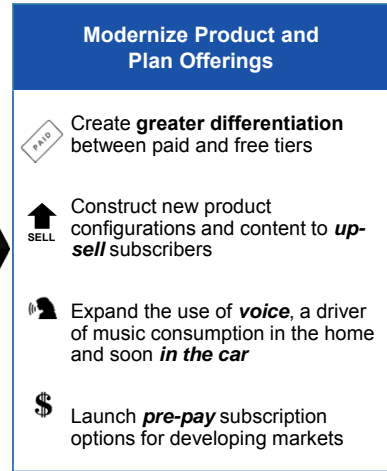 Modernize Product and
Plan Offerings
PAID
Create greater differentiation
between paid and free tiers
SELL
Construct new product
configurations and content to up-
sell subscribers
Expand the use of voice, a driver
of music consumption in the home
and soon in the car
$
Launch pre-pay subscription
options for developing markets